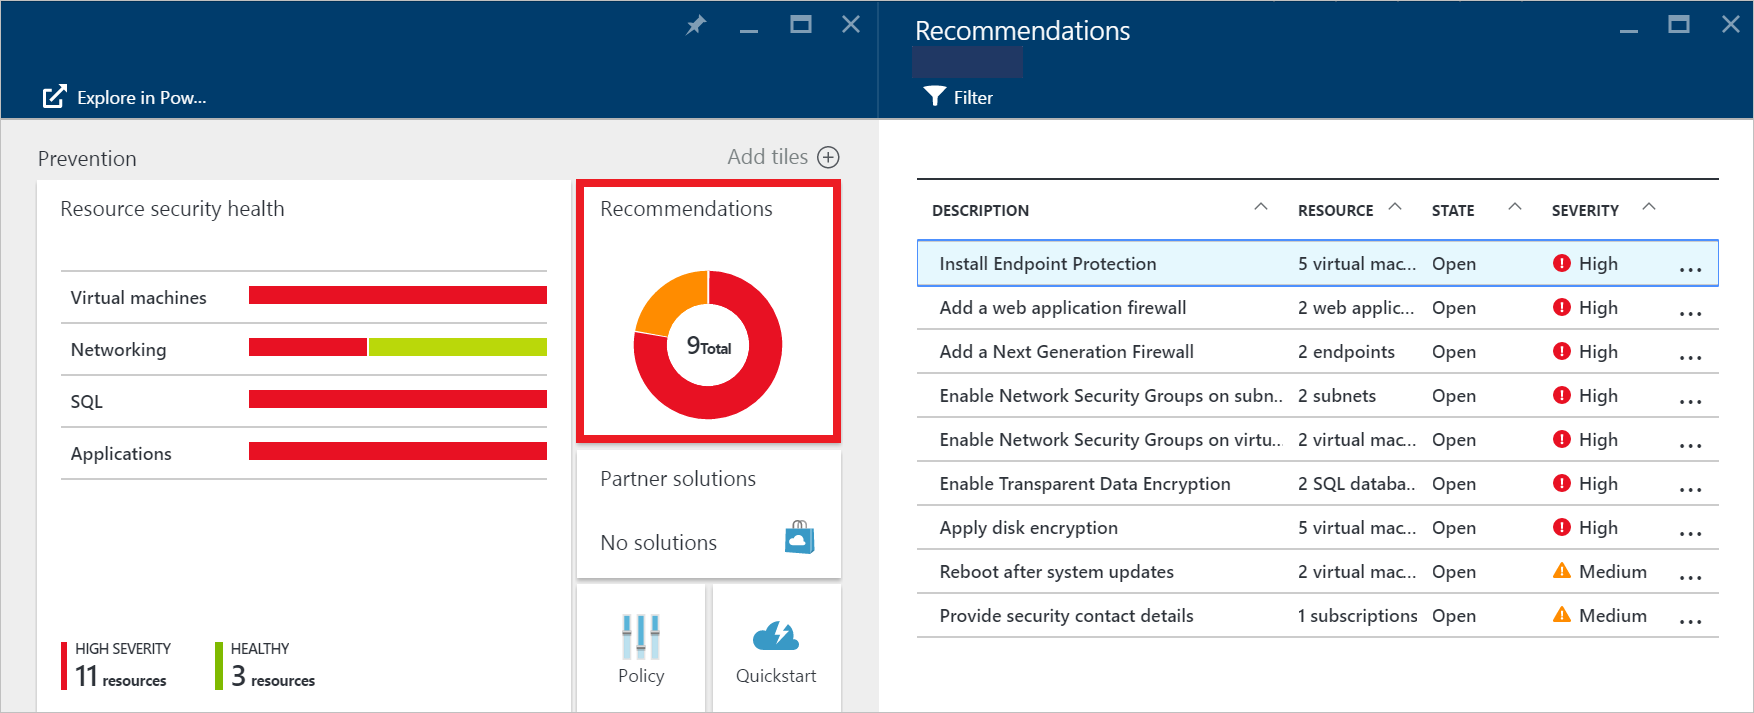 Explore in Pow...
Prevention
Add tiles
Resource security health
Virtual machines
Networking
SQL
Applications
HIGH SEVERITY
11 resources
HEALTHY
3 resources
Recommendations
9Total
Partner solutions
No solutions
Policy
Quickstart
Recommendations
Filter
DESCRIPTION RESOURCE STATE SEVERITY
Install Endpoint Protection 5 virtual mac... Open High ...
Add a web application firewall 2 web applic... Open High ...
Add a Next Generation Firewall 2 endpoints Open High ...
Enable Network Security Groups on subn.. 2 subnets Open High ...
Enable Network Security Groups on virtu... 2 virtual mac... Open High ...
Enable Transparent Data Encryption 2 SQL databa.. Open High ...
Apply disk encryption 5 virtual mac... Open High ...
Reboot after system updates 2 virtual mac... Open Medium ...
Provide security contact details 1 subscriptions Open Medium ...